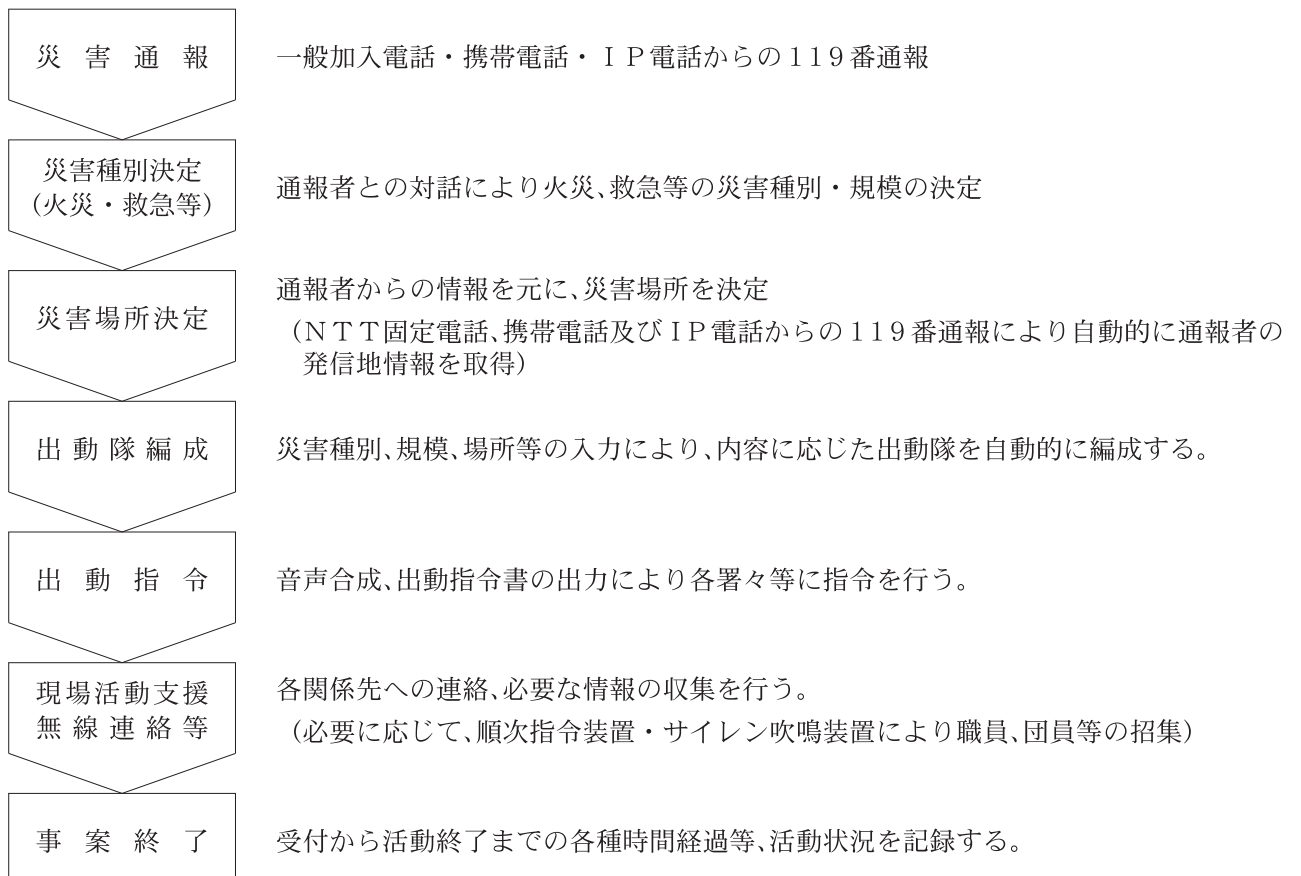 災害通報
一般加入電話・携帯電話・ＩＰ電話からの119番通報
災害種別決定
(火災・救急等)
通報者との対話により火災、救急等の災害種別・規模の決定
災害場所決定
通報者からの情報を元に、災害場所を決定
(ＮＴＴ固定電話、携帯電話及びＩＰ電話からの119番通報により自動的に通報者の
発信地情報を取得)
出動隊編成
災害種別、規模、場所等の入力により、内容に応じた出動隊を自動的に編成する。
出動指令
音声合成、出動指令書の出力により各署々等に指令を行う。
現場活動支援
無線連絡等
各関係先への連絡、必要な情報の収集を行う。
(必要に応じて、順次指令装置・サイレン吹鳴装置により職員、団員等の招集)
事案終了
受付から活動終了までの各種時間経過等、活動状況を記録する。